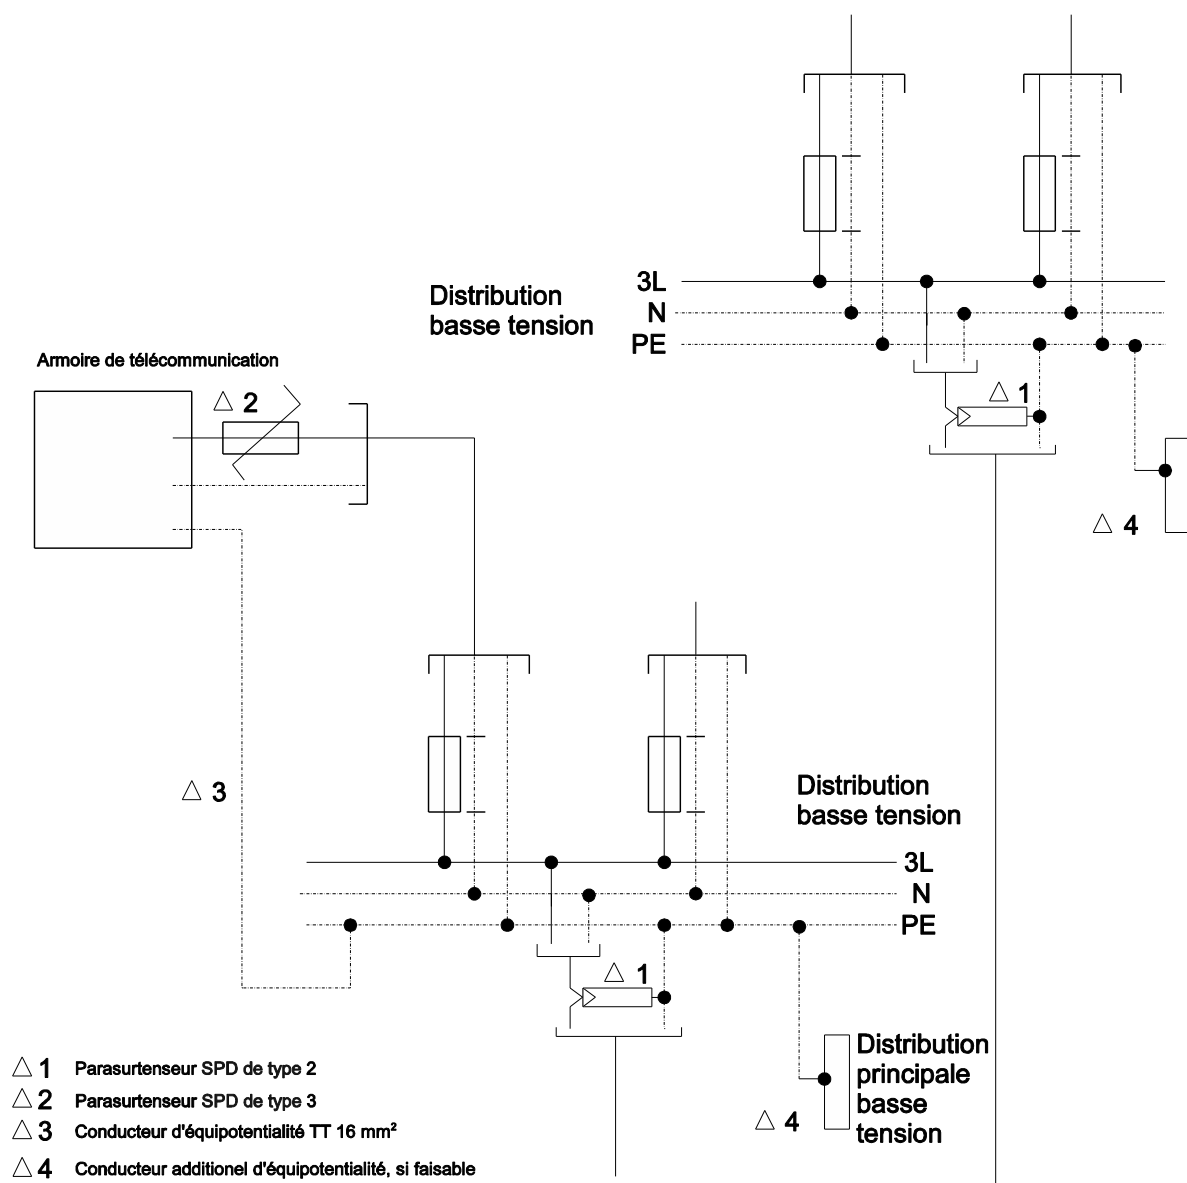 3L
Distribution
basse tension
N
PE
Armoire de télécommunication
△ 2
△ 1
△ 4
△ 3
Distribution
basse tension
3L
N
PE
△ 1
Distribution
principale
basse
tension
△ 4
△ 1 Parasurtenseur SPD de type 2
△ 2 Parasurtenseur SPD de type 3
△ 3 Conducteur d'équipotentialité TT 16 mm²
△ 4 Conducteur additionel d'équipotentialité, si faisable